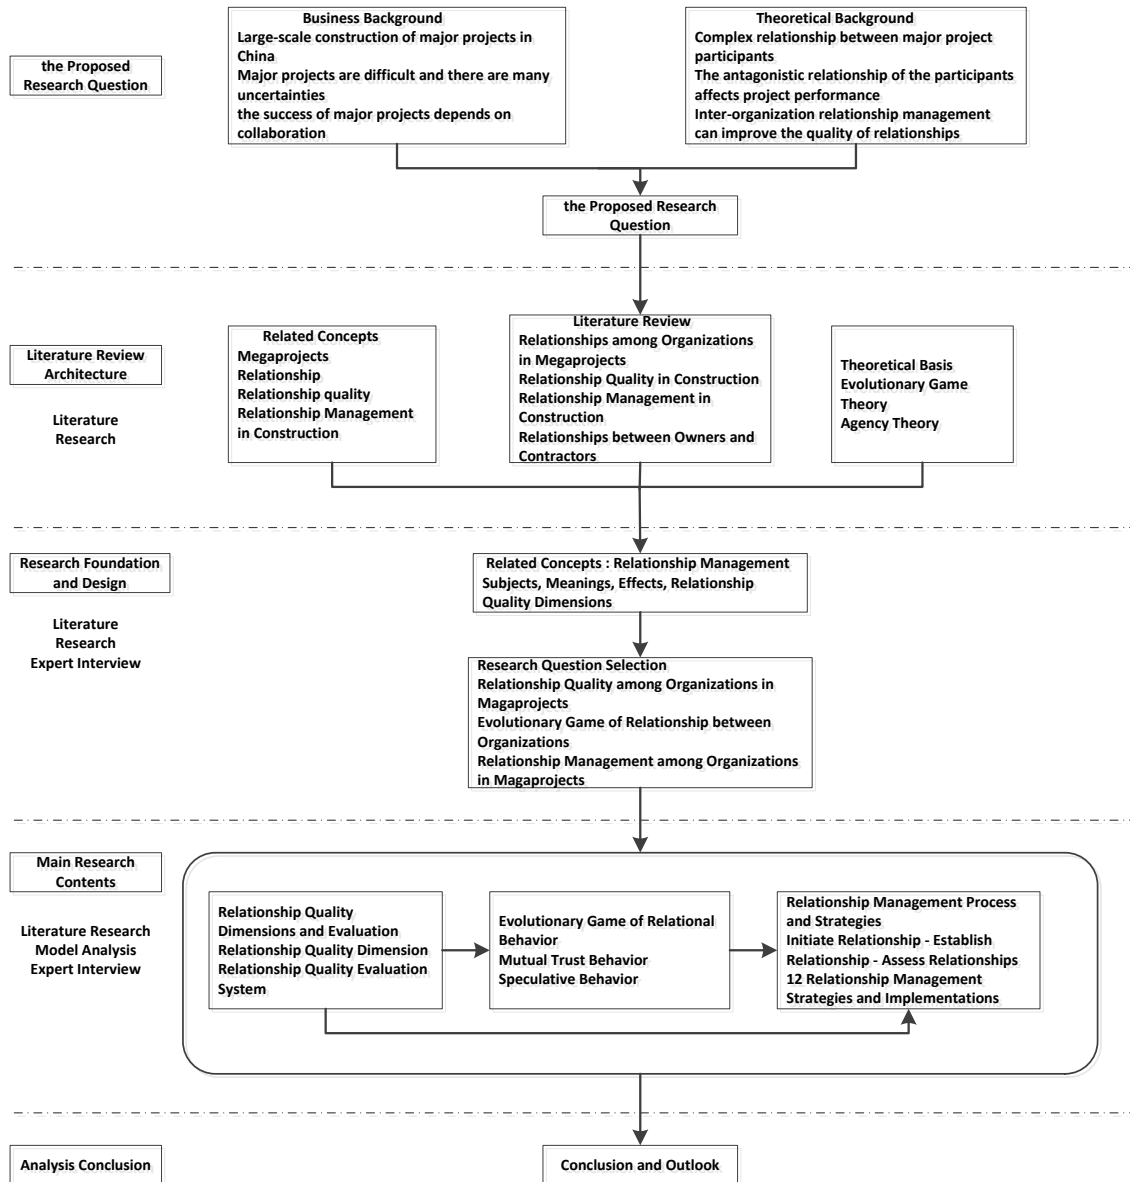 Business Background
Large-scale construction of major projects in
China
Major projects are difficult and there are many
uncertainties
the success of major projects depends on
collaboration
Theoretical Background
Complex relationship between major project
participants
The antagonistic relationship of the participants
affects project performance
Inter-organization relationship management
can improve the quality of relationships
the Proposed
Research Question
the Proposed Research
Question
Literature Review
Architecture
Literature
Research
Related Concepts
Megaprojects
Relationship
Relationship quality
Relationship Management
in Construction
Literature Review
Relationships among Organizations
in Megaprojects
Relationship Quality in Construction
Relationship Management in
Construction
Relationships between Owners and
Contractors
Theoretical Basis
Evolutionary Game
Theory
Agency Theory
Research Foundation
and Design
Literature
Research
Expert Interview
Related Concepts : Relationship Management
Subjects, Meanings, Effects, Relationship
Quality Dimensions
Research Question Selection
Relationship Quality among Organizations in
Magaprojects
Evolutionary Game of Relationship between
Organizations
Relationship Management among Organizations
in Magaprojects
Main Research
Contents
Literature Research
Model Analysis
Expert Interview
Relationship Quality
Dimensions and Evaluation
Relationship Quality Dimension
Relationship Quality Evaluation
System
Evolutionary Game of Relational
Behavior
Mutual Trust Behavior
Speculative Behavior
Relationship Management Process
and Strategies
Initiate Relationship - Establish
Relationship - Assess Relationships
12 Relationship Management
Strategies and Implementations
Analysis Conclusion
Conclusion and Outlook